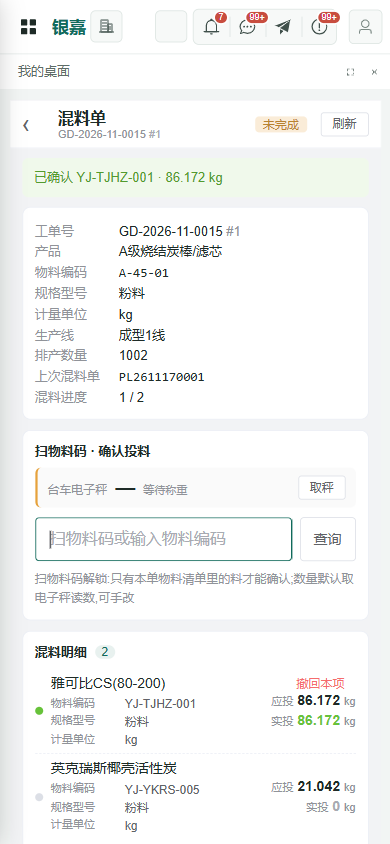 银嘉
7
99+
99+
我的桌面
混料单
GD-2026-11-0015 #1
未完成
刷新
已确认 YJ-TJHZ-001 · 86.172 kg
工单号 GD-2026-11-0015 #1
产品 A级烧结炭棒/滤芯
物料编码 A-45-01
规格型号 粉料
计量单位 kg
生产线 成型1线
排产数量 1002
上次混料单 PL2611170001
混料进度 1 / 2
扫物料码 · 确认投料
台车电子秤 — 等待称重
取秤
扫物料码或输入物料编码
查询
扫物料码解锁:只有本单物料清单里的料才能确认;数量默认取
电子秤读数,可手改
混料明细 2
雅可比CS(80-200) 撤回本项
物料编码 YJ-TJHZ-001 应投 86.172 kg
规格型号 粉料 实投 86.172 kg
计量单位 kg
英克瑞斯椰壳活性炭
物料编码 YJ-YKRS-005 应投 21.042 kg
规格型号 粉料 实投 0 kg
计量单位 kg